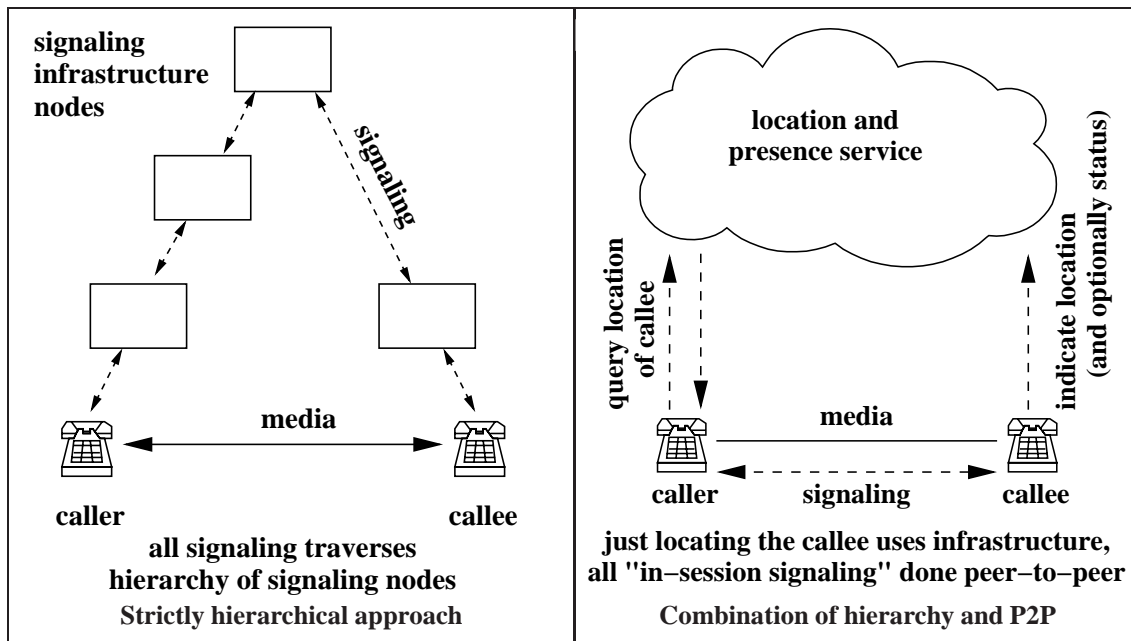 signaling
infrastructure
nodes
signaling
media
caller
callee
all signaling traverses
hierarchy of signaling nodes
Strictly hierarchical approach
location and
presence service
query location
of callee
indicate location
(and optionally status)
media
signaling
caller
callee
just locating the callee uses infrastructure,
all "in−session signaling" done peer−to−peer
Combination of hierarchy and P2P